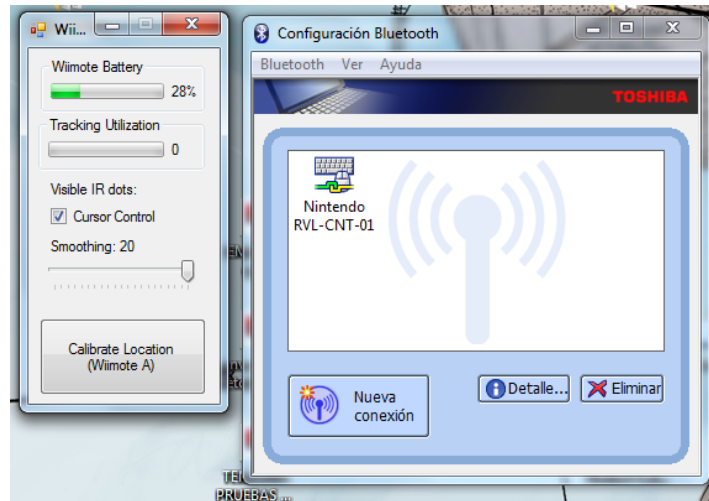 Wii...
Wiimote Battery
28%
Tracking Utilization
0
Visible IR dots:
Cursor Control
Smoothing: 20
Calibrate Location
(Wiimote A)
Configuración Bluetooth
Bluetooth Ver Ayuda
TOSHIBA
Nintendo
RVL-CNT-01
Nueva
conexión
Detalle...
Eliminar
PRUEBAS ...